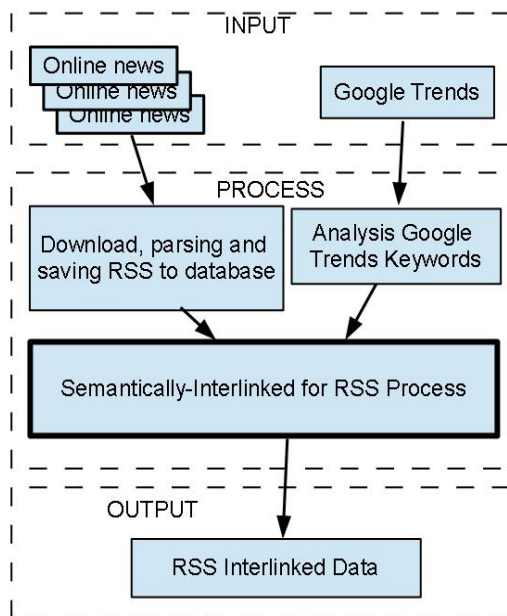 INPUT
Online news
Online news
Online news
Google Trends
PROCESS
Download, parsing and
saving RSS to database
Analysis Google
Trends Keywords
Semantically-Interlinked for RSS Process
OUTPUT
RSS Interlinked Data